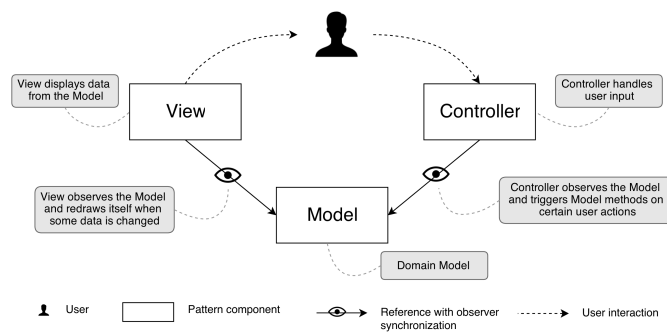 View displays data
from the Model
View
Controller
Controller handles
user input
View observes the Model
and redraws itself when
some data is changed
Model
Controller observes the Model
and triggers Model methods on
certain user actions
Domain Model
User
Pattern component
Reference with observer
synchronization
User interaction